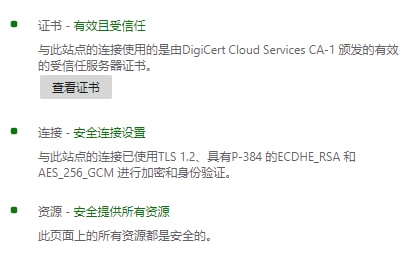 证书 - 有效且受信任
与此站点的连接使用的是由DigiCert Cloud Services CA-1 颁发的有效
的受信任服务器证书。
查看证书
连接 - 安全连接设置
与此站点的连接已使用TLS 1.2、具有P-384 的ECDHE_RSA 和
AES_256_GCM 进行加密和身份验证。
资源 - 安全提供所有资源
此页面上的所有资源都是安全的。